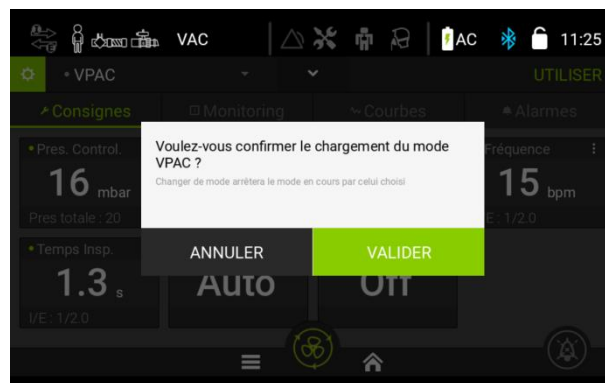 VAC
AC
11:25
VPAC
UTILISER
Consignes
Monitoring
Courbes
Alarmes
Pres. Control.
16 mbar
Pres totale : 20
Fréquence
15 bpm
: 1/2.0
Voulez-vous confirmer le chargement du mode
VPAC ?
Changer de mode arrêtera le mode en cours par celui choisi
ANNULER
VALIDER
Temps Insp.
1.3 s
I/E : 1/2.0
Auto
Off